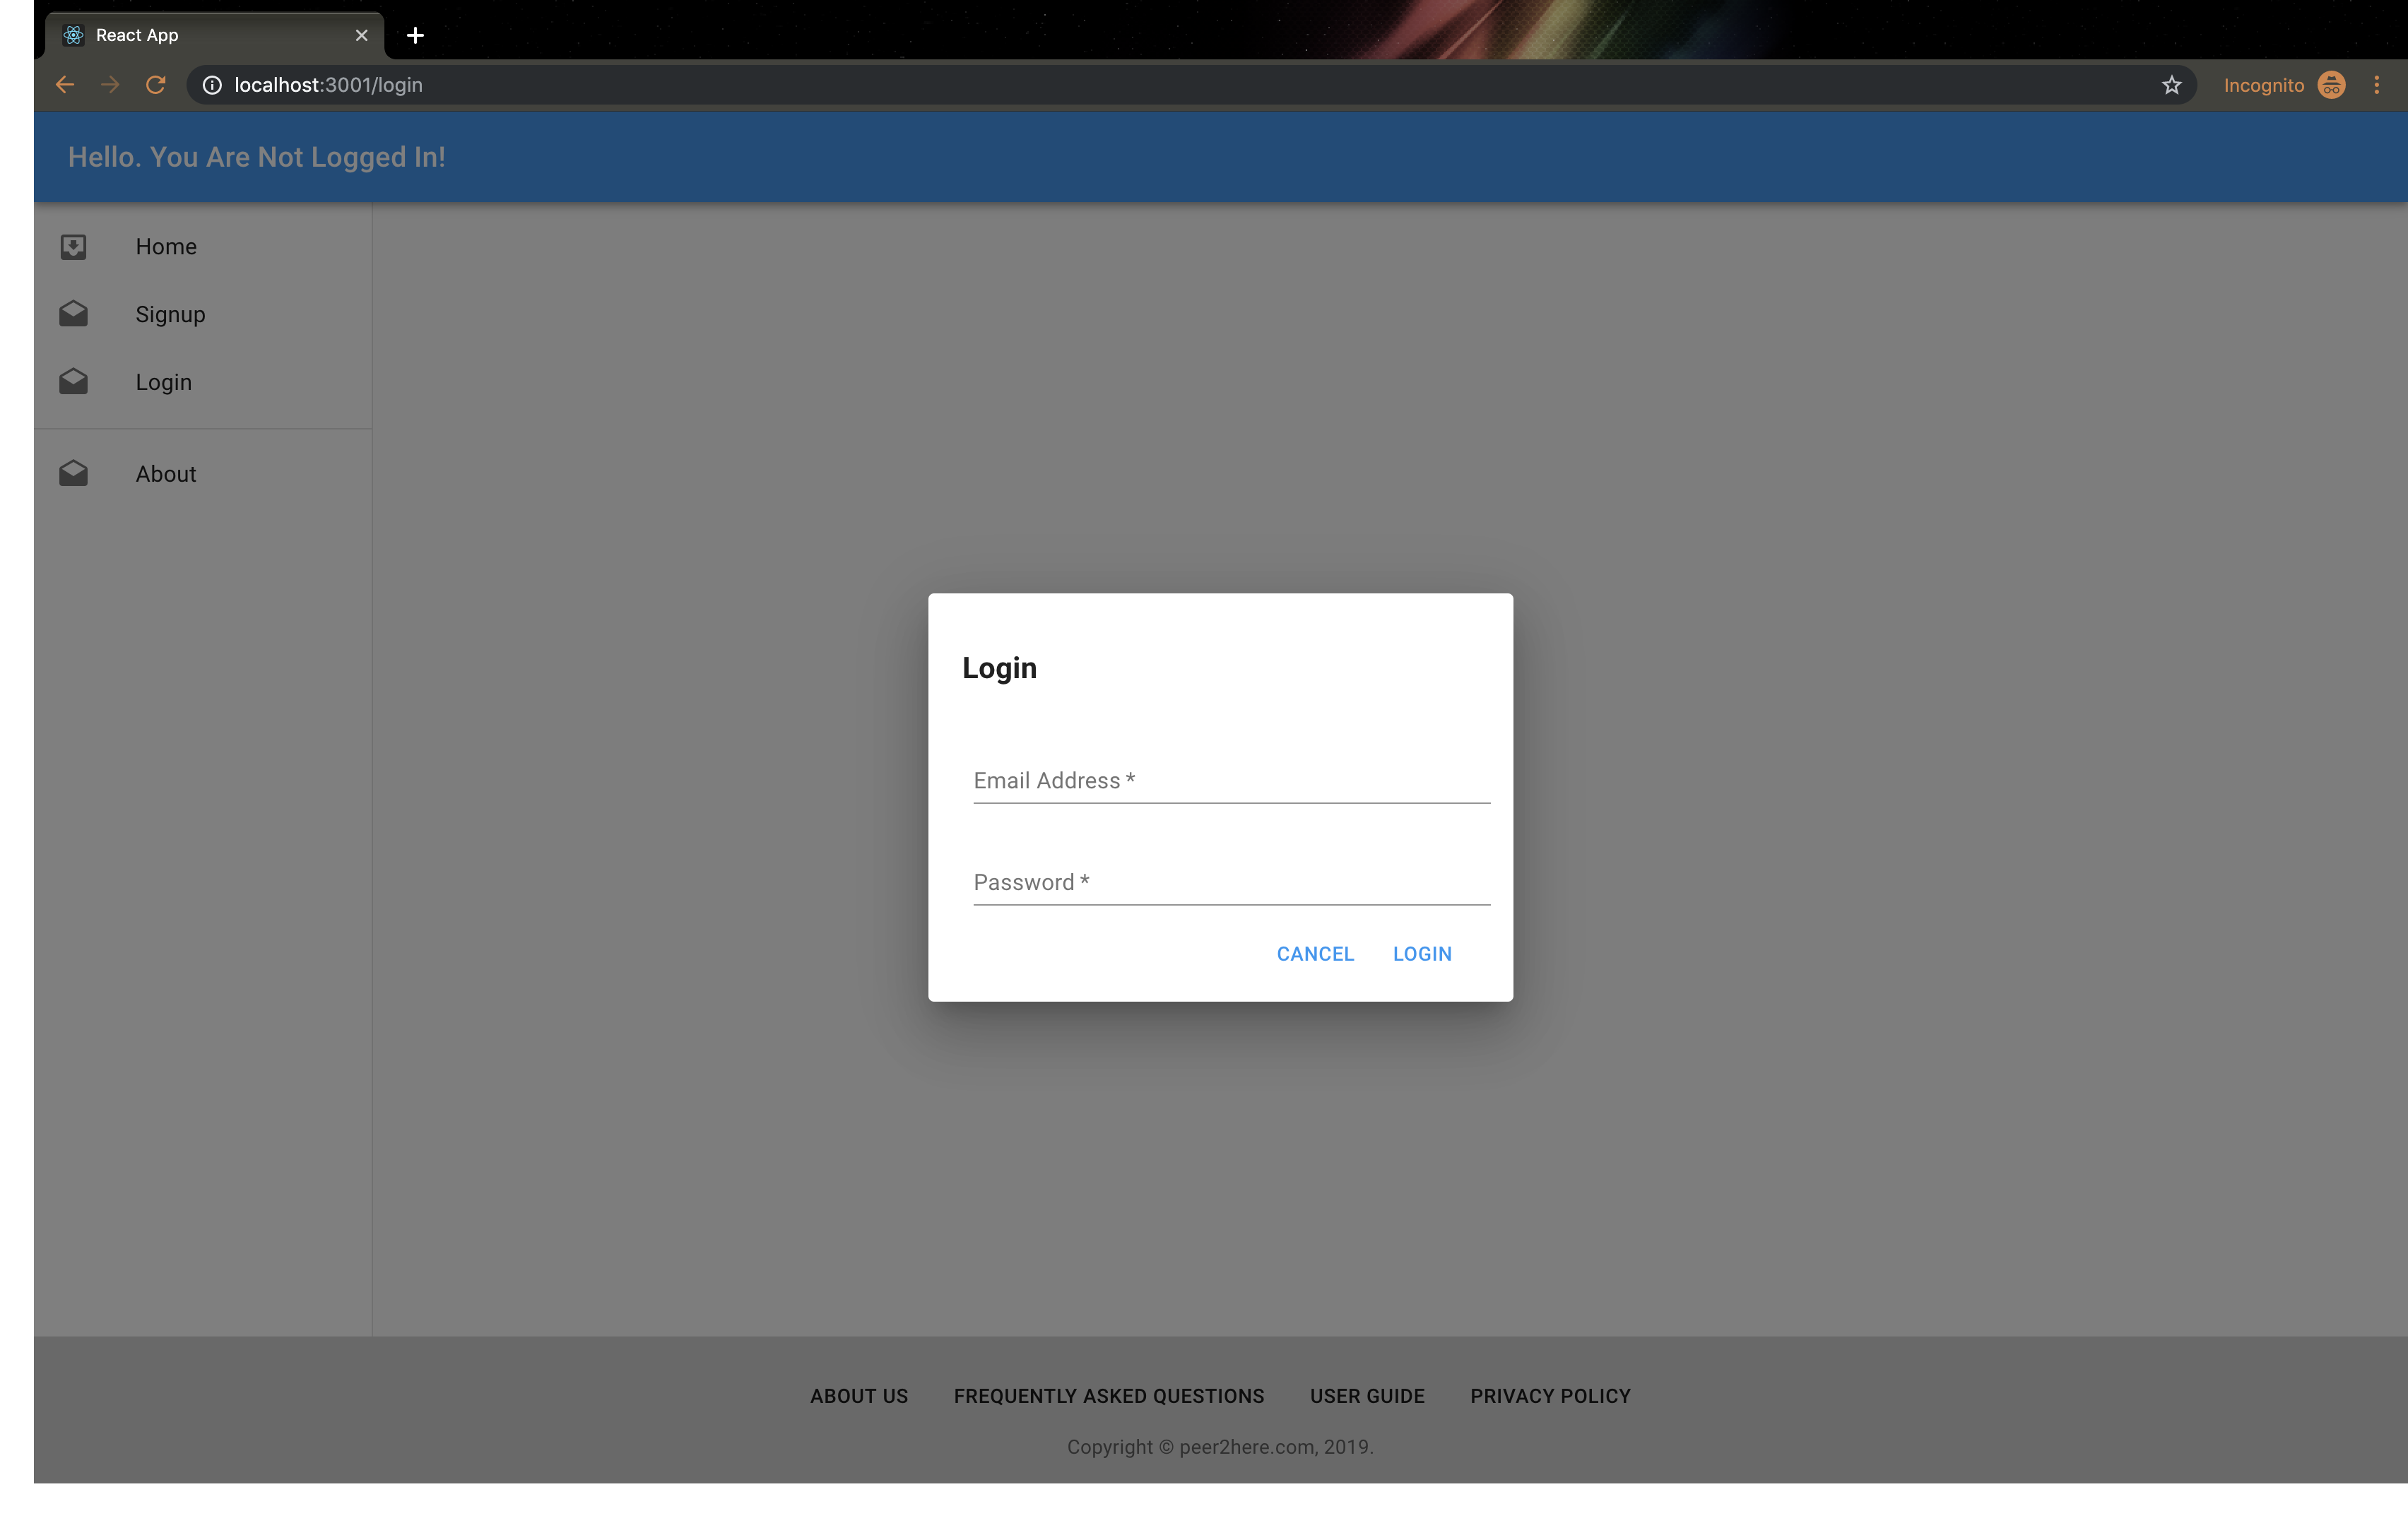 React App
localhost:3001/login
Incognito
Hello. You Are Not Logged In!
Home
Signup
Login
About
Login
Email Address *
Password *
CANCEL LOGIN
ABOUT US FREQUENTLY ASKED QUESTIONS USER GUIDE PRIVACY POLICY
Copyright © peer2here.com, 2019.